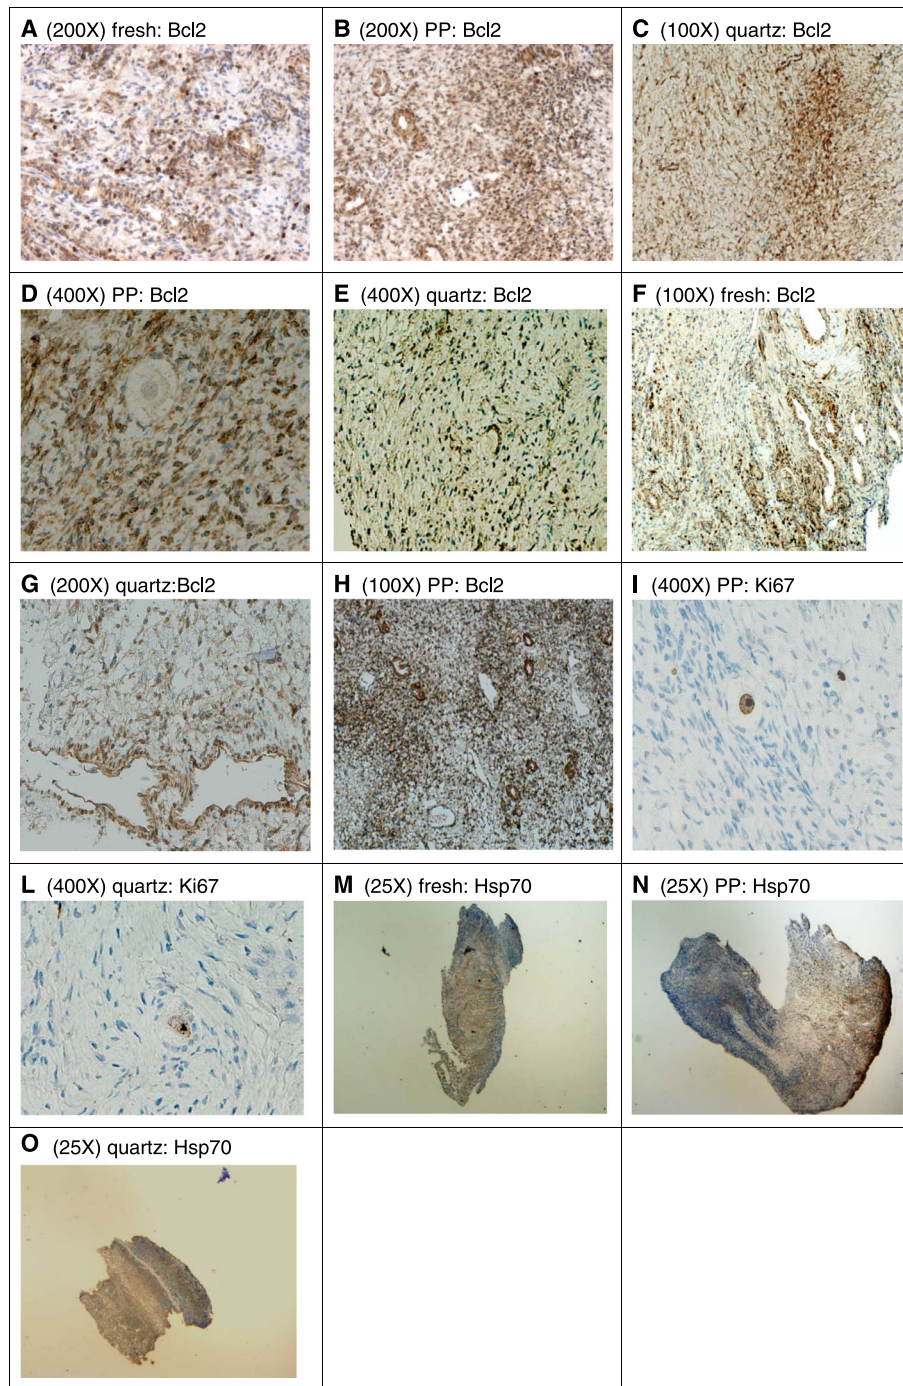 A (200X) fresh: Bcl2
B (200X) PP: Bcl2
C (100X) quartz: Bcl2
D (400X) PP: Bcl2
E (400X) quartz: Bcl2
F (100X) fresh: Bcl2
G (200X) quartz:Bcl2
H (100X) PP: Bcl2
I (400X) PP: Ki67
L (400X) quartz: Ki67
M (25X) fresh: Hsp70
N (25X) PP: Hsp70
O (25X) quartz: Hsp70